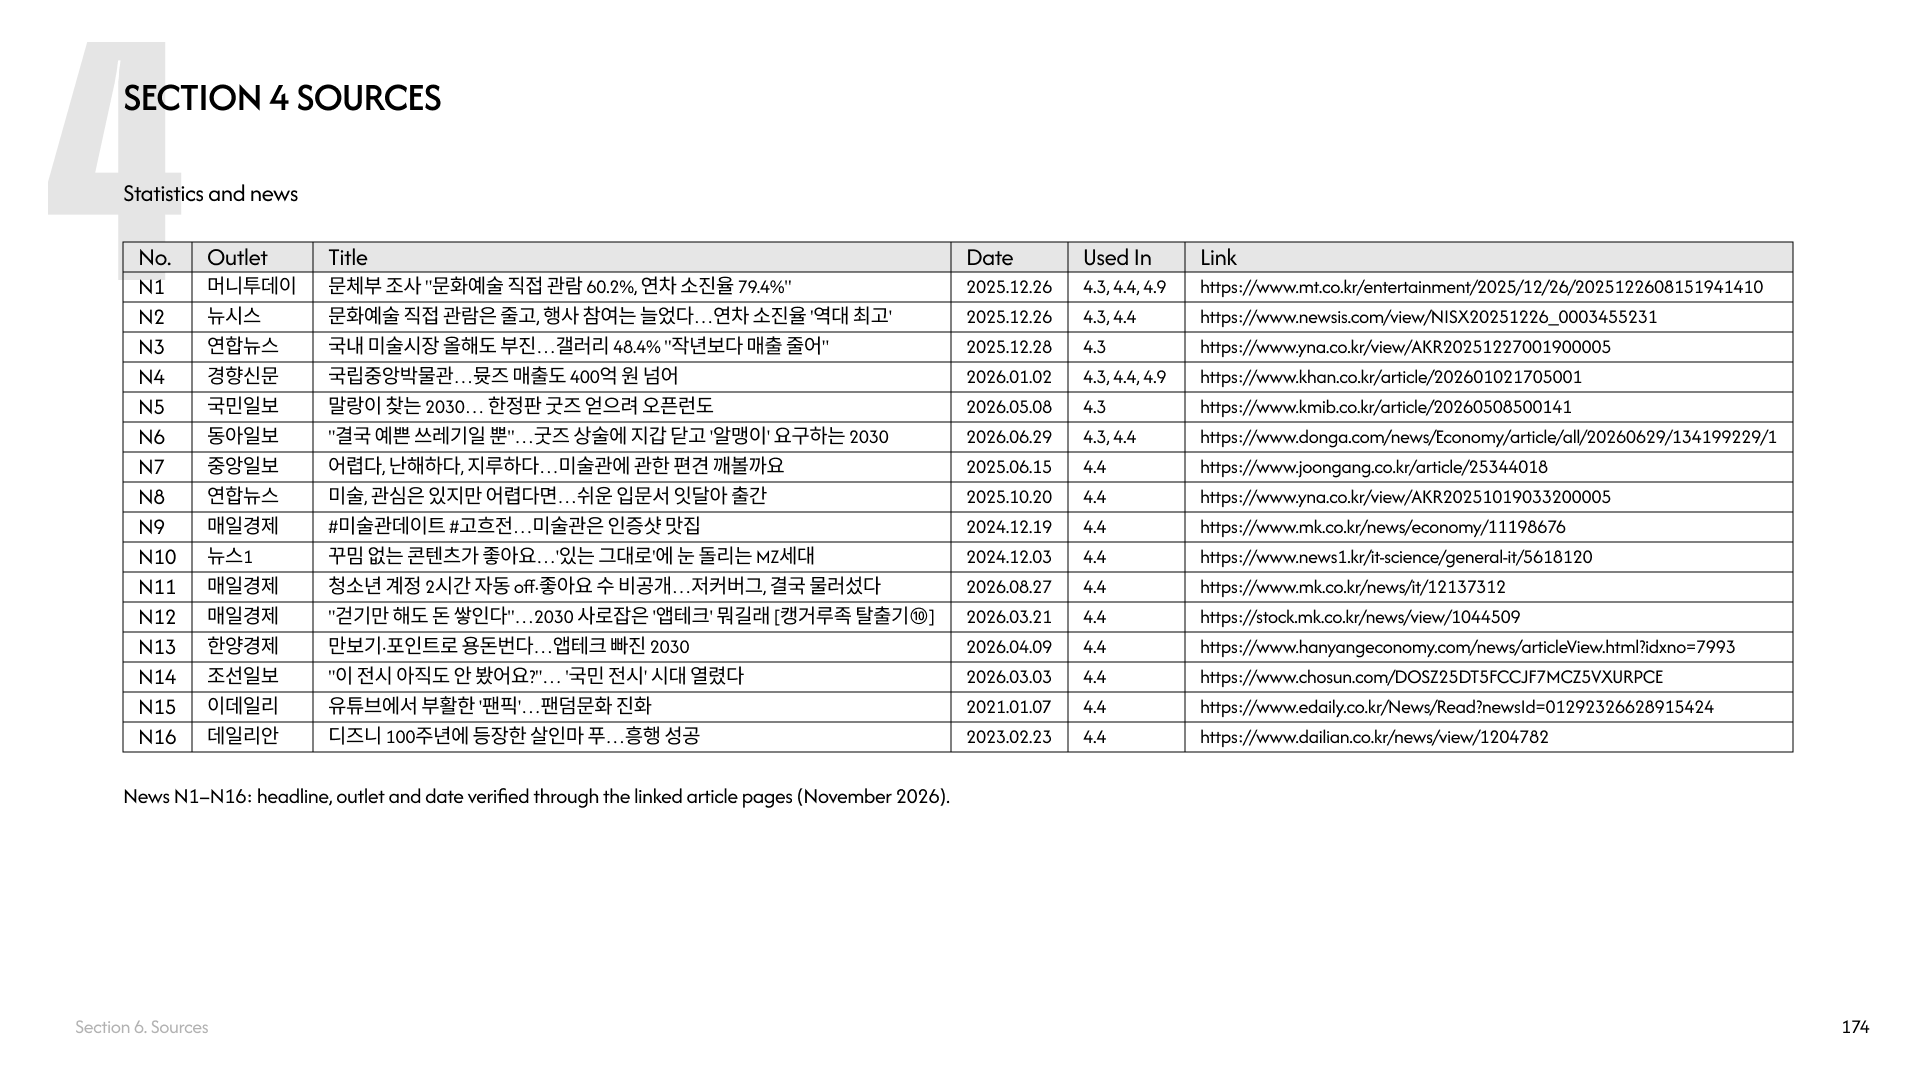 4
SECTION 4 SOURCES
Statistics and news
No. Outlet Title Date Used In Link
N1 머니투데이 문체부 조사 "문화예술 직접 관람 60.2%, 연차 소진율 79.4%" 2025.12.26 4.3, 4.4, 4.9 https://www.mt.co.kr/entertainment/2025/12/26/2025122608151941410
N2 뉴시스 문화예술 직접 관람은 줄고, 행사 참여는 늘었다…연차 소진율 '역대 최고' 2025.12.26 4.3, 4.4 https://www.newsis.com/view/NISX20251226_0003455231
N3 연합뉴스 국내 미술시장 올해도 부진…갤러리 48.4% "작년보다 매출 줄어" 2025.12.28 4.3 https://www.yna.co.kr/view/AKR20251227001900005
N4 경향신문 국립중앙박물관…뮷즈 매출도 400억 원 넘어 2026.01.02 4.3, 4.4, 4.9 https://www.khan.co.kr/article/202601021705001
N5 국민일보 말랑이 찾는 2030… 한정판 굿즈 얻으려 오픈런도 2026.05.08 4.3 https://www.kmib.co.kr/article/20260508500141
N6 동아일보 "결국 예쁜 쓰레기일 뿐"…굿즈 상술에 지갑 닫고 '알맹이' 요구하는 2030 2026.06.29 4.3, 4.4 https://www.donga.com/news/Economy/article/all/20260629/134199229/1
N7 중앙일보 어렵다, 난해하다, 지루하다…미술관에 관한 편견 깨볼까요 2025.06.15 4.4 https://www.joongang.co.kr/article/25344018
N8 연합뉴스 미술, 관심은 있지만 어렵다면…쉬운 입문서 잇달아 출간 2025.10.20 4.4 https://www.yna.co.kr/view/AKR20251019033200005
N9 매일경제 #미술관데이트 #고흐전…미술관은 인증샷 맛집 2024.12.19 4.4 https://www.mk.co.kr/news/economy/11198676
N10 뉴스1 꾸밈 없는 콘텐츠가 좋아요…'있는 그대로'에 눈 돌리는 MZ세대 2024.12.03 4.4 https://www.news1.kr/it-science/general-it/5618120
N11 매일경제 청소년 계정 2시간 자동 off·좋아요 수 비공개…저커버그, 결국 물러섰다 2026.08.27 4.4 https://www.mk.co.kr/news/it/12137312
N12 매일경제 "걷기만 해도 돈 쌓인다"…2030 사로잡은 '앱테크' 뭐길래 [캥거루족 탈출기⑩] 2026.03.21 4.4 https://stock.mk.co.kr/news/view/1044509
N13 한양경제 만보기·포인트로 용돈번다…앱테크 빠진 2030 2026.04.09 4.4 https://www.hanyangeconomy.com/news/articleView.html?idxno=7993
N14 조선일보 "이 전시 아직도 안 봤어요?"… '국민 전시' 시대 열렸다 2026.03.03 4.4 https://www.chosun.com/DOSZ25DT5FCCJF7MCZ5VXURPCE
N15 이데일리 유튜브에서 부활한 '팬픽'…팬덤문화 진화 2021.01.07 4.4 https://www.edaily.co.kr/News/Read?newsId=01292326628915424
N16 데일리안 디즈니 100주년에 등장한 살인마 푸…흥행 성공 2023.02.23 4.4 https://www.dailian.co.kr/news/view/1204782
News N1–N16: headline, outlet and date verified through the linked article pages (November 2026).
Section 6. Sources
174